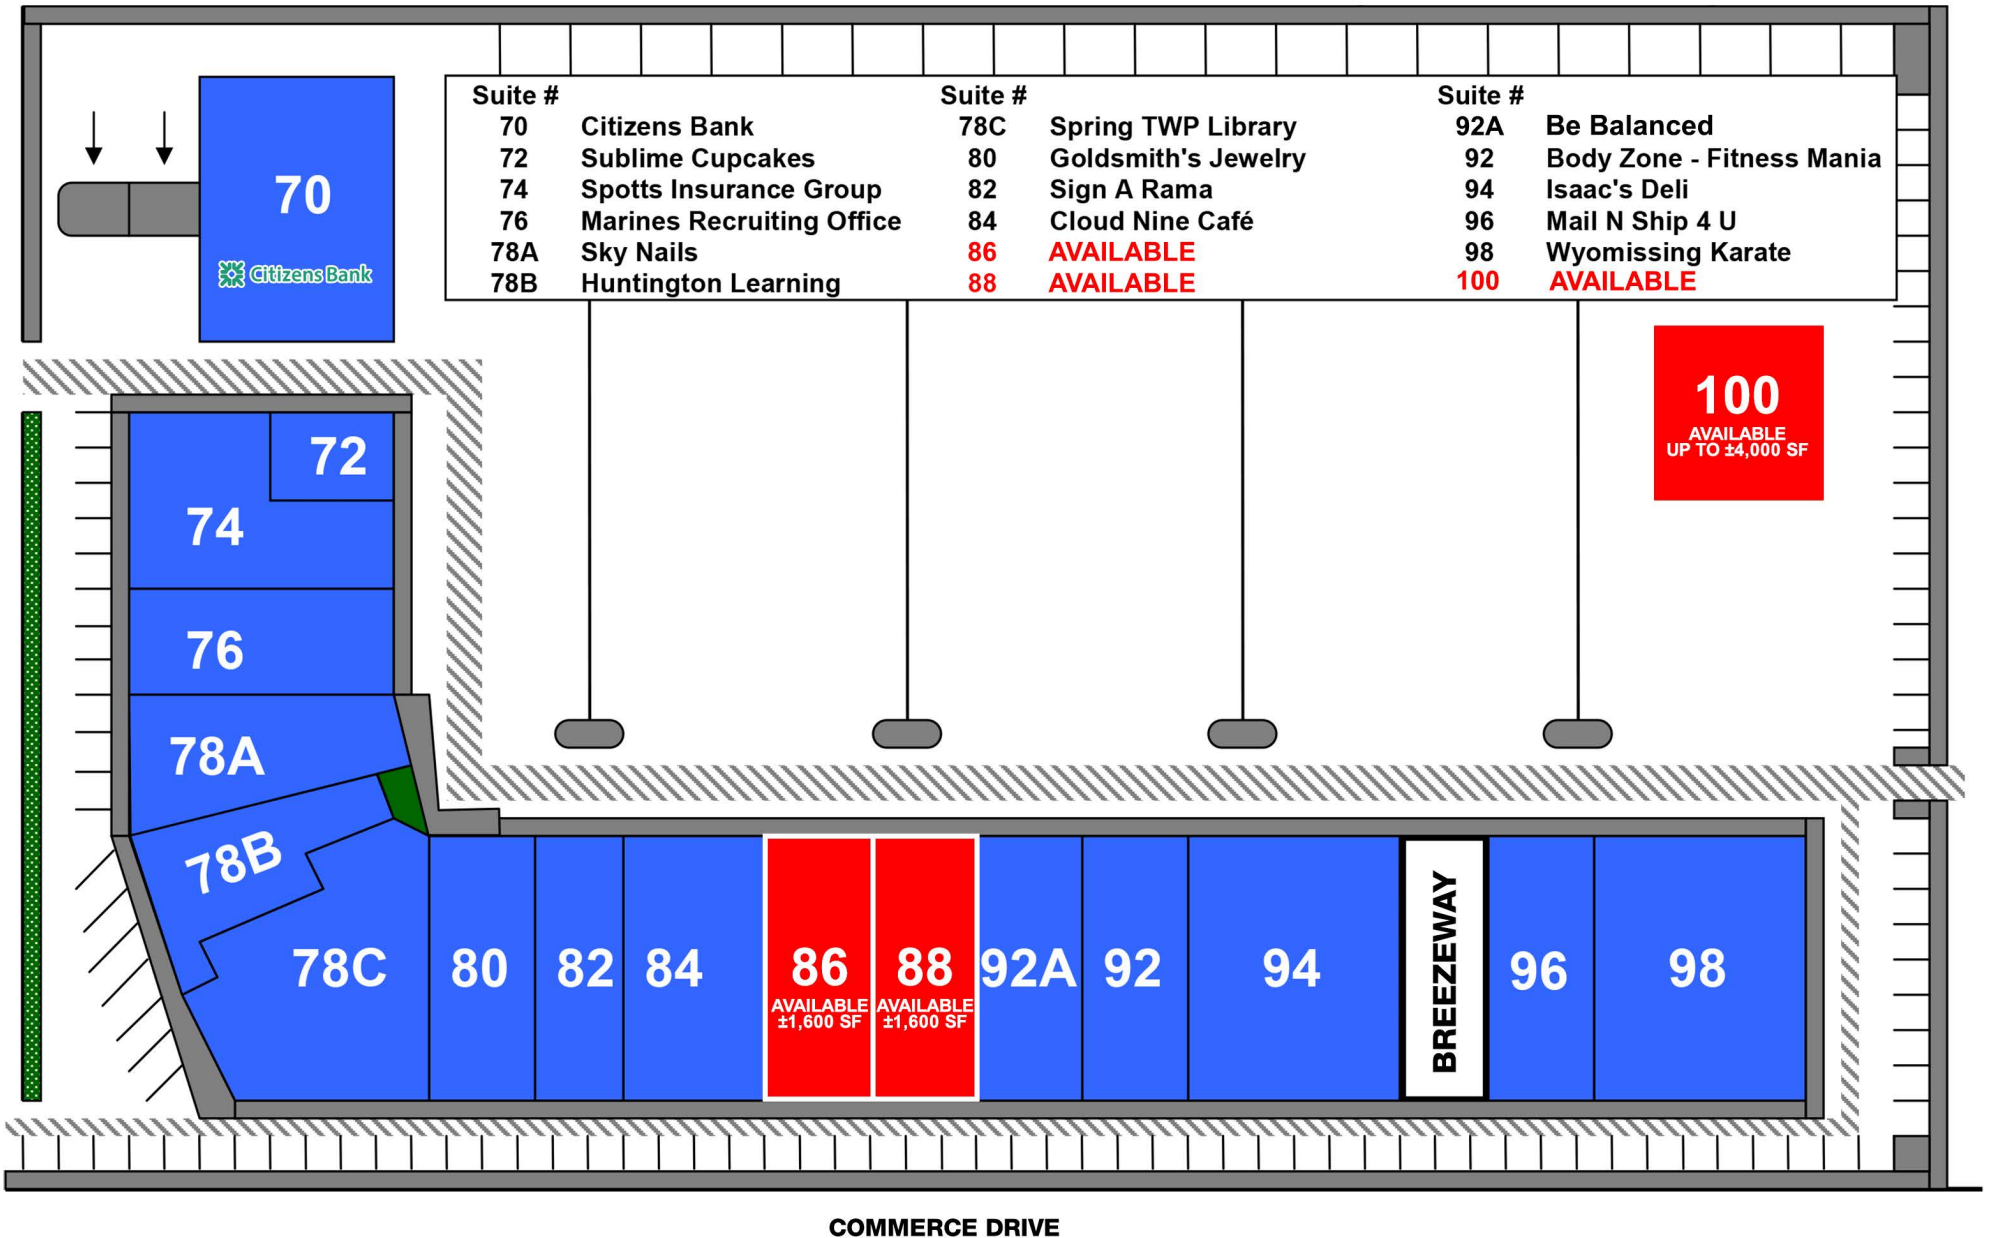 Suite #
70 Citizens Bank
72 Sublime Cupcakes
74 Spotts Insurance Group
76 Marines Recruiting Office
78A Sky Nails
78B Huntington Learning
Suite #
78C Spring TWP Library
80 Goldsmith's Jewelry
82 Sign A Rama
84 Cloud Nine Café
86 AVAILABLE
88 AVAILABLE
Suite #
92A Be Balanced
92 Body Zone - Fitness Mania
94 Isaac's Deli
96 Mail N Ship 4 U
98 Wyomissing Karate
100 AVAILABLE
70
Citizens Bank
100
AVAILABLE
UP TO ±4,000 SF
72
74
76
78A
78B
78C
80
82
84
86
AVAILABLE
±1,600 SF
88
AVAILABLE
±1,600 SF
92A
92
94
BREEZEWAY
96
98
COMMERCE DRIVE